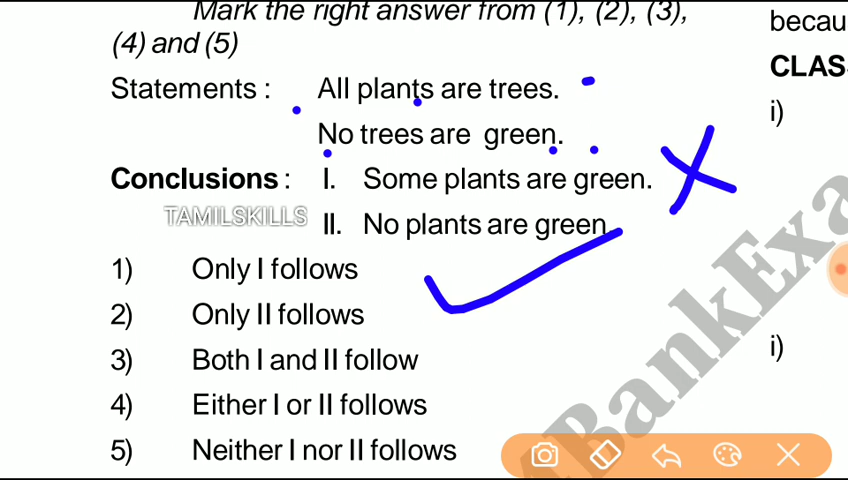 Mark the right answer from (1), (2), (3),
(4) and (5)
Statements : All plants are trees.
No trees are green.
Conclusions : I. Some plants are green.
TAMILSKILLS
II. No plants are green.
1) Only I follows
2) Only II follows
3) Both I and II follow
4) Either I or II follows
5) Neither I nor II follows
becau
CLAS
i)
i)
BankExa